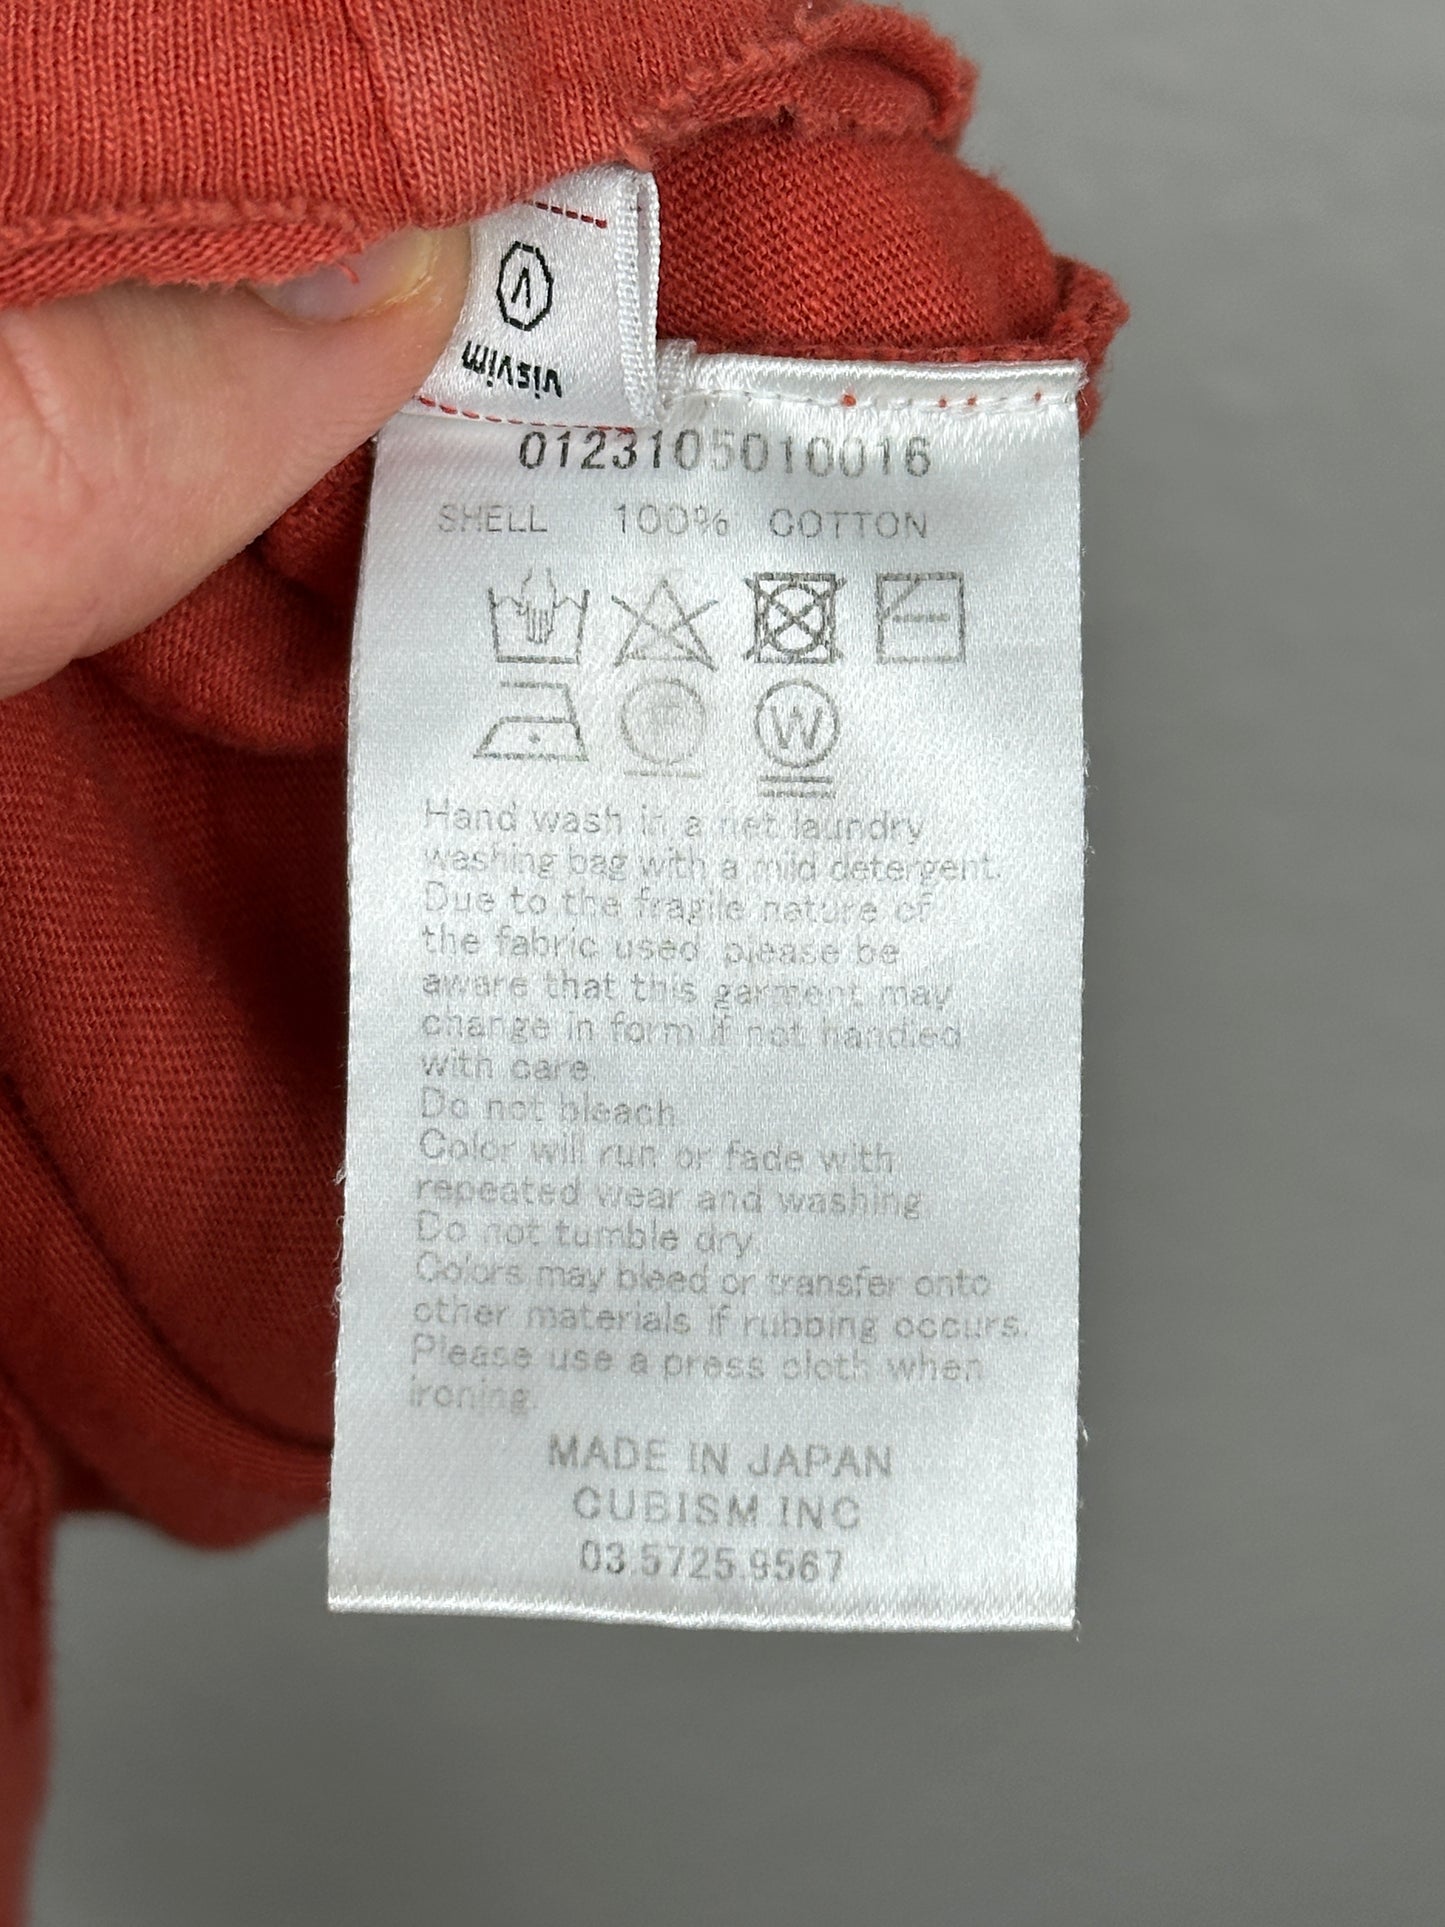 V
visvim
0123105010016
SHELL 100% COTTON
W
Hand wash in a net laundry
washing bag with a mild detergent.
Due to the fragile nature of
the fabric used please be
aware that this garment may
change in form if not handled
with care.
Do not bleach.
Color will run or fade with
repeated wear and washing.
Do not tumble dry.
Colors may bleed or transfer onto
other materials if rubbing occurs.
Please use a press cloth when
ironing.
MADE IN JAPAN
CUBISM INC
03.5725.9567